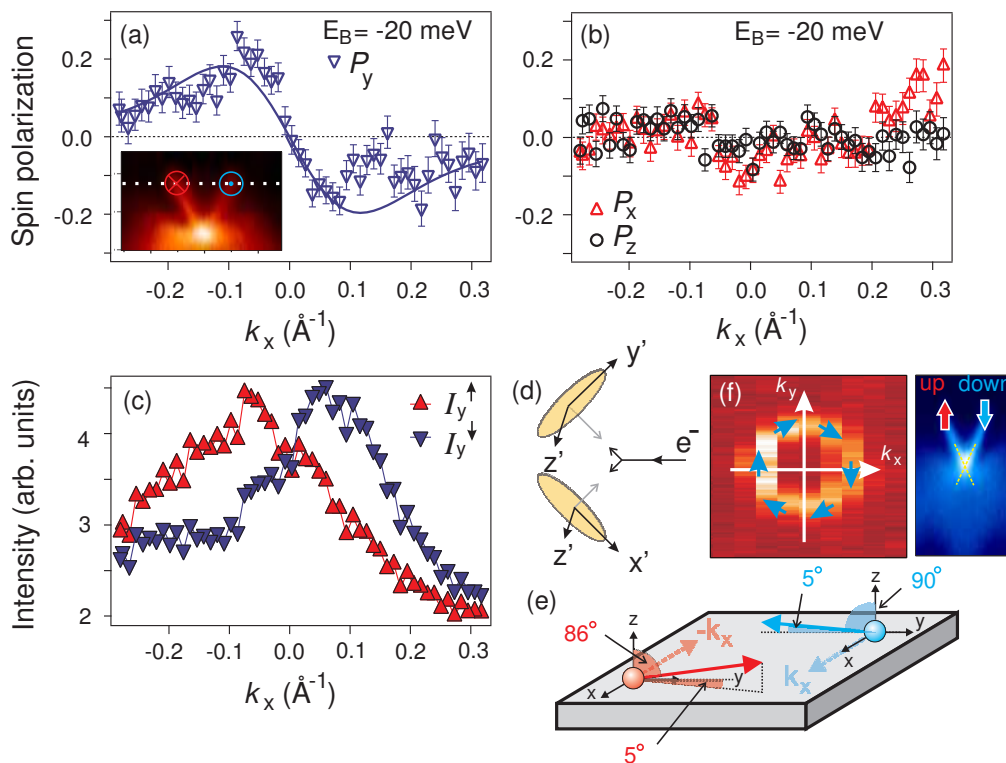 (a)
E_B= -20 meV
P_y
Spin polarization
0.2
0.0
-0.2
-0.2 -0.1 0.0 0.1 0.2 0.3
k_x (Å⁻¹)
(b)
E_B= -20 meV
0.2
0.0
-0.2
P_x
P_z
-0.2 -0.1 0.0 0.1 0.2 0.3
k_x (Å⁻¹)
(c)
I_y↑
I_y↓
Intensity (arb. units)
4
3
2
-0.2 -0.1 0.0 0.1 0.2 0.3
k_x (Å⁻¹)
(d)
y'
z'
e⁻
z'
x'
(f)
k_y
k_x
up down
(e)
5° 90°
z
y
x
k_x
86°
z
-k_x
y
x
5°